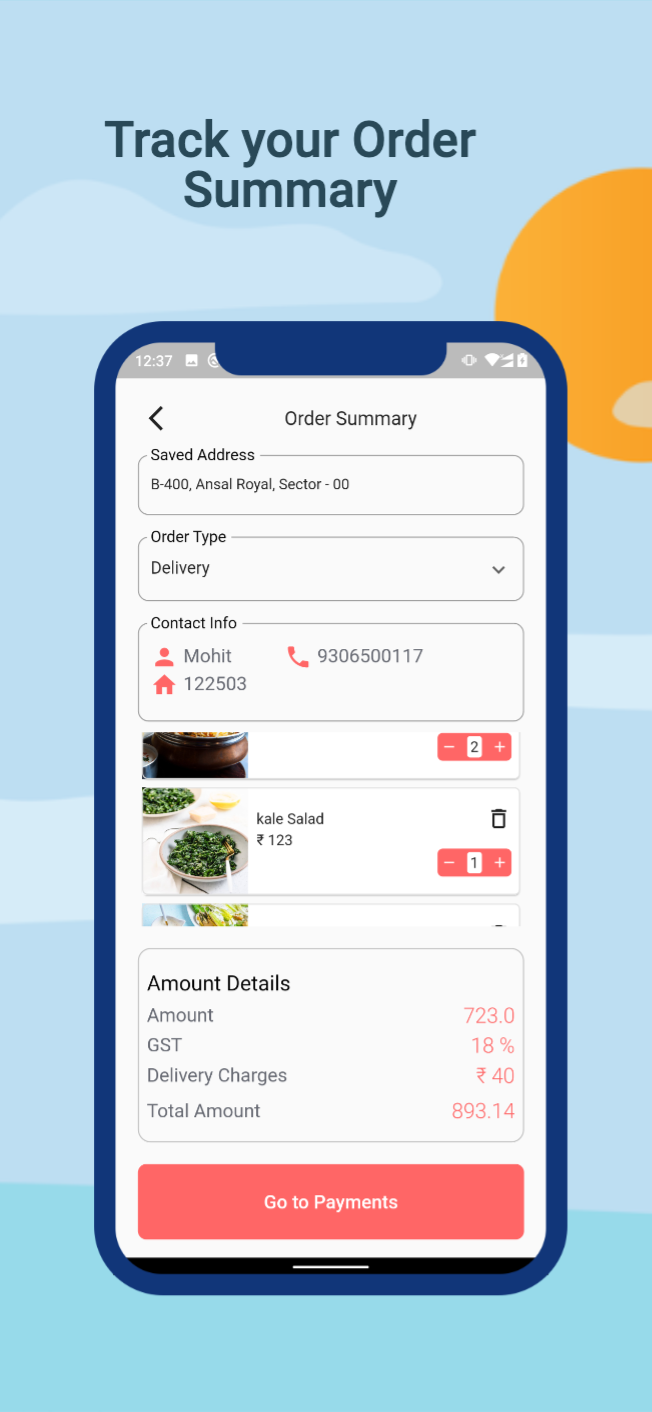 Track your Order
Summary
12:37
Order Summary
Saved Address
B-400, Ansal Royal, Sector - 00
Order Type
Delivery
Contact Info
Mohit 9306500117
122503
− 2 +
kale Salad
₹ 123
− 1 +
Amount Details
Amount 723.0
GST 18 %
Delivery Charges ₹ 40
Total Amount 893.14
Go to Payments